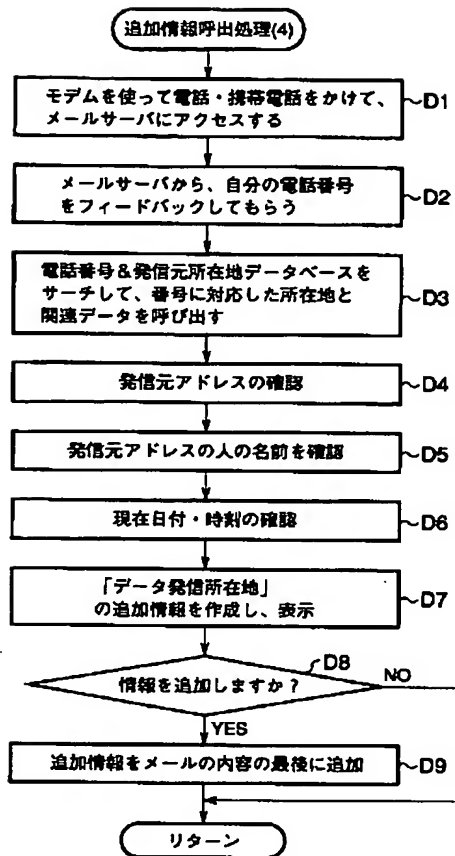 追加情報呼出処理(4)
モデムを使って電話・携帯電話をかけて、
メールサーバにアクセスする
D1
メールサーバから、自分の電話番号
をフィードバックしてもらう
D2
電話番号&発信元所在地データベースを
サーチして、番号に対応した所在地と
関連データを呼び出す
D3
発信元アドレスの確認
D4
発信元アドレスの人の名前を確認
D5
現在日付・時刻の確認
D6
「データ発信所在地」
の追加情報を作成し、表示
D7
D8
情報を追加しますか?
NO
YES
追加情報をメールの内容の最後に追加
D9
リターン